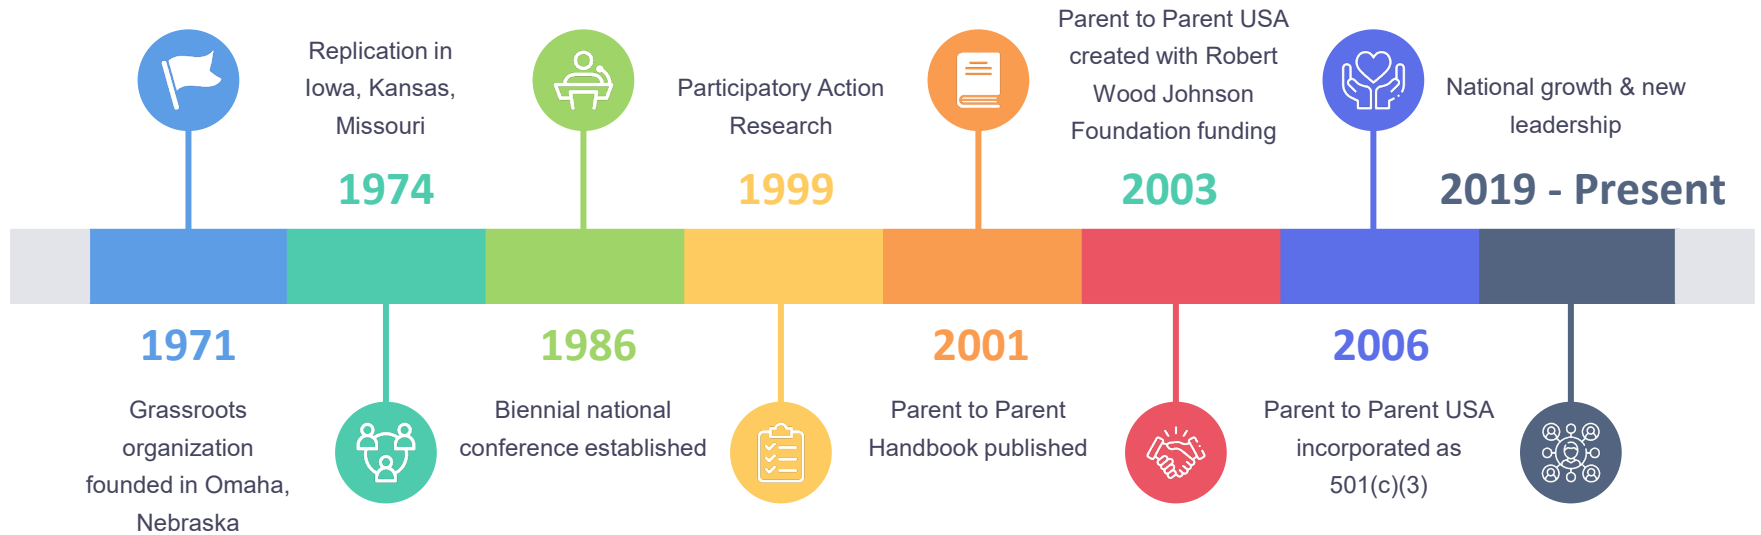 1971
Grassroots
organization
founded in Omaha,
Nebraska
Replication in
Iowa, Kansas,
Missouri
1974
1986
Biennial national
conference established
Participatory Action
Research
1999
2001
Parent to Parent
Handbook published
Parent to Parent USA
created with Robert
Wood Johnson
Foundation funding
2003
2006
Parent to Parent USA
incorporated as
501(c)(3)
National growth & new
leadership
2019 - Present